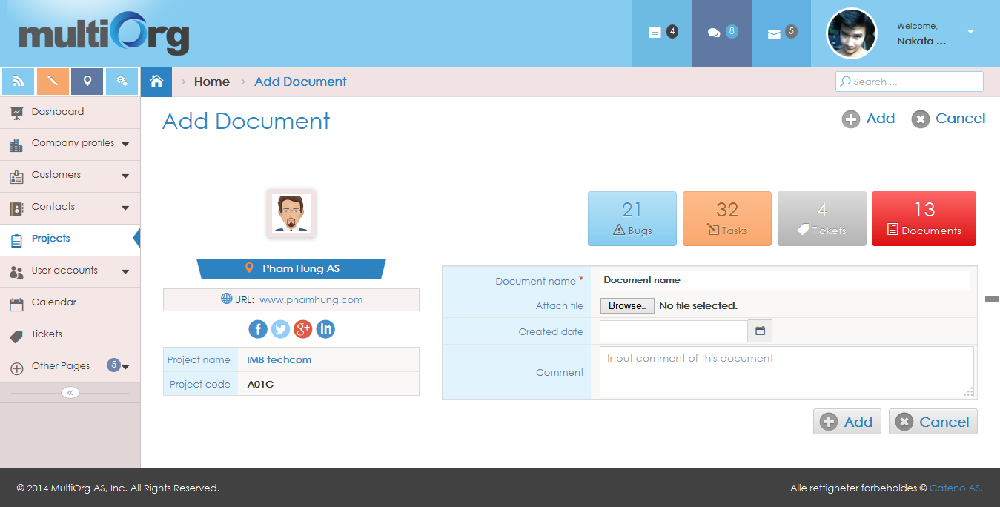 multiOrg
4
8
5
Welcome,
Nakata ...
Home
Add Document
Search ...
Dashboard
Company profiles
Customers
Contacts
Projects
User accounts
Calendar
Tickets
Other Pages 5
«
Add Document
Add
Cancel
Pham Hung AS
URL: www.phamhung.com
f
g+
in
Project name IMB techcom
Project code A01C
21
Bugs
32
Tasks
4
Tickets
13
Documents
Document name * Document name
Attach file Browse_ No file selected.
Created date
Comment Input comment of this document
Add
Cancel
© 2014 MultiOrg AS, Inc. All Rights Reserved.
Alle rettigheter forbeholdes © Cateno AS.